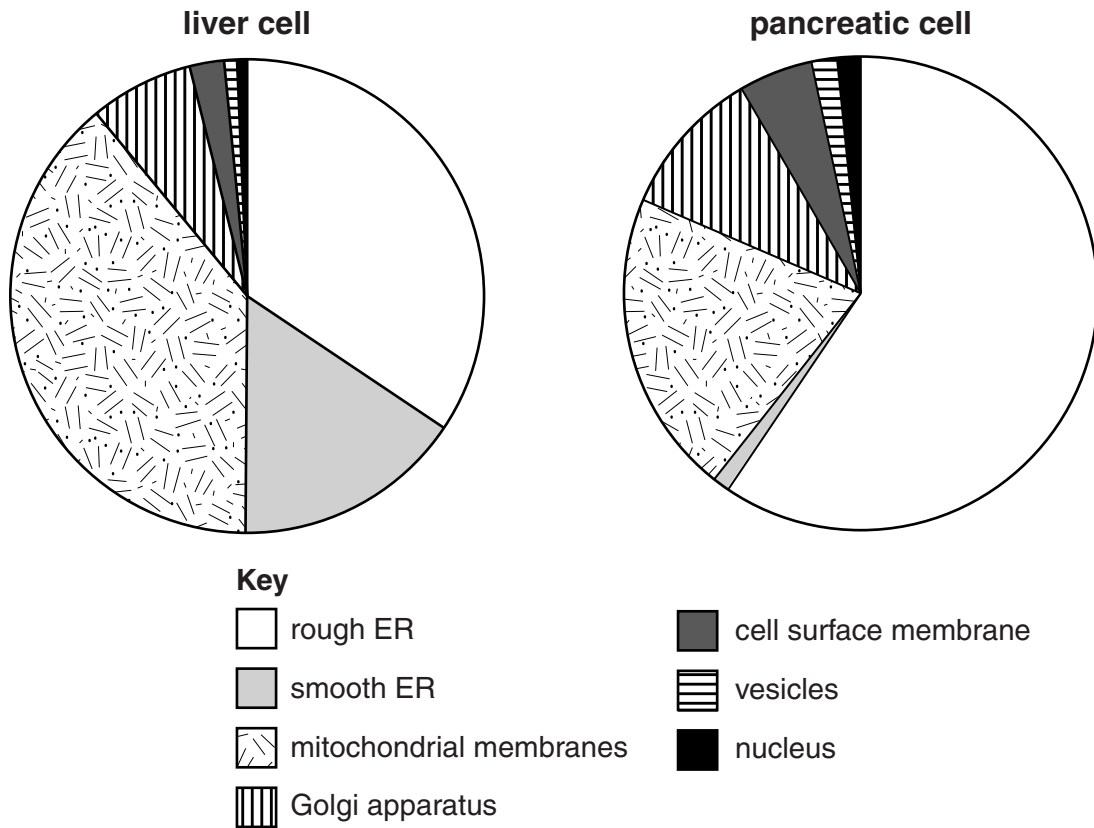 liver cell
pancreatic cell
Key
rough ER
smooth ER
mitochondrial membranes
Golgi apparatus
cell surface membrane
vesicles
nucleus